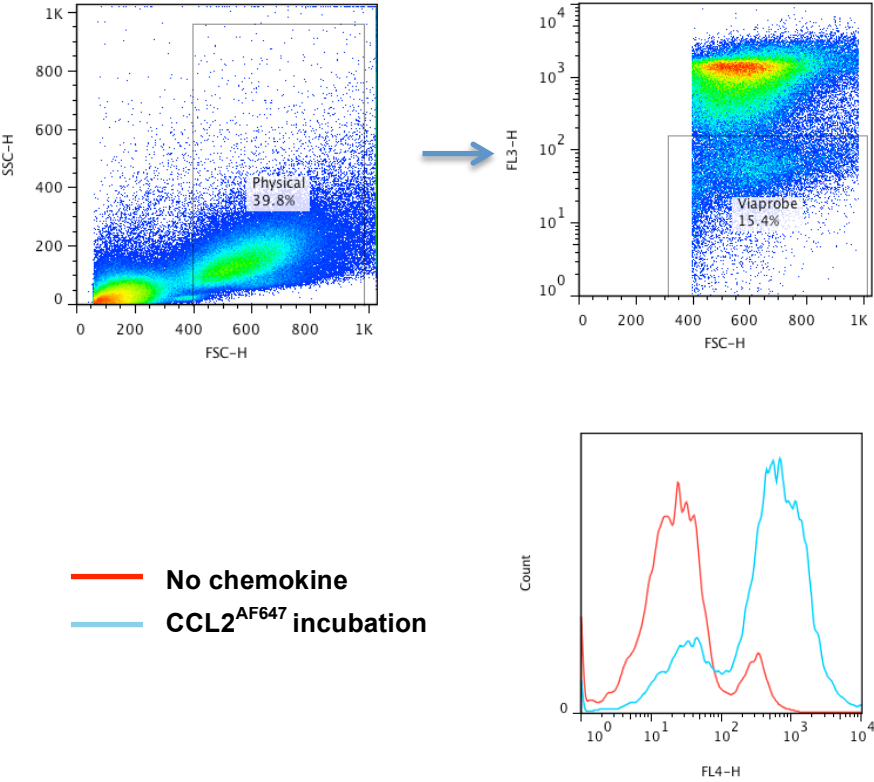 1K
800
600
400
200
0
SSC-H
Physical
39.8%
0 200 400 600 800 1K
FSC-H
10^4
10^3
10^2
10^1
10^0
FL3-H
Viaprobe
15.4%
0 200 400 600 800 1K
FSC-H
No chemokine
CCL2^AF647 incubation
Count
0
10^0 10^1 10^2 10^3 10^4
FL4-H